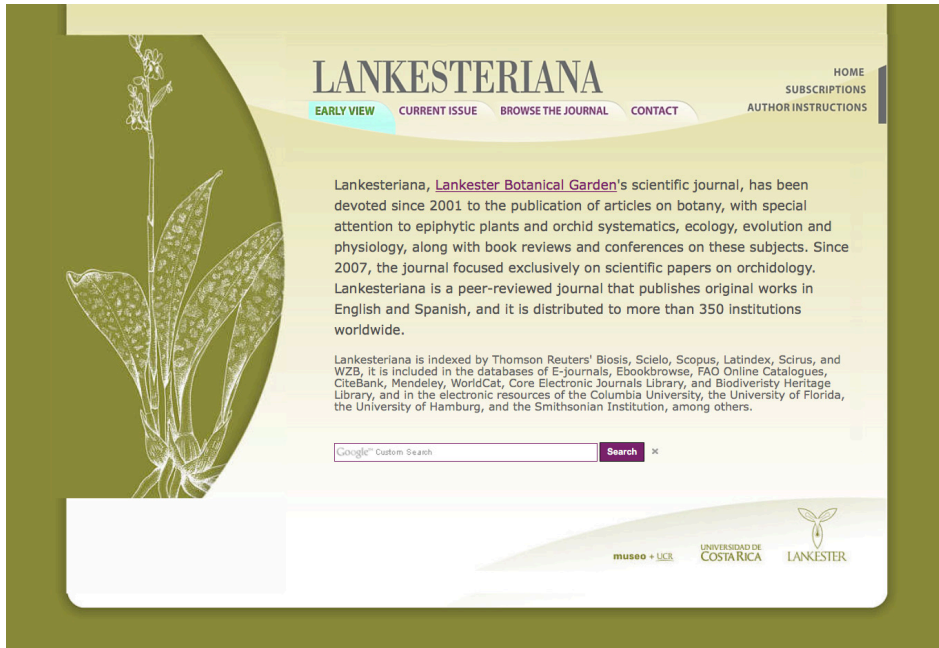 LANKESTERIANA
HOME
SUBSCRIPTIONS
AUTHOR INSTRUCTIONS
EARLY VIEW CURRENT ISSUE BROWSE THE JOURNAL CONTACT
Lankesteriana, Lankester Botanical Garden's scientific journal, has been
devoted since 2001 to the publication of articles on botany, with special
attention to epiphytic plants and orchid systematics, ecology, evolution and
physiology, along with book reviews and conferences on these subjects. Since
2007, the journal focused exclusively on scientific papers on orchidology.
Lankesteriana is a peer-reviewed journal that publishes original works in
English and Spanish, and it is distributed to more than 350 institutions
worldwide.
Lankesteriana is indexed by Thomson Reuters' Biosis, Scielo, Scopus, Latindex, Scirus, and
WZB, it is included in the databases of E-journals, Ebookbrowse, FAO Online Catalogues,
CiteBank, Mendeley, WorldCat, Core Electronic Journals Library, and Biodiveristy Heritage
Library, and in the electronic resources of the Columbia University, the University of Florida,
the University of Hamburg, and the Smithsonian Institution, among others.
Google™ Custom Search Search ×
museo + UCR
UNIVERSIDAD DE
COSTA RICA
LANKESTER